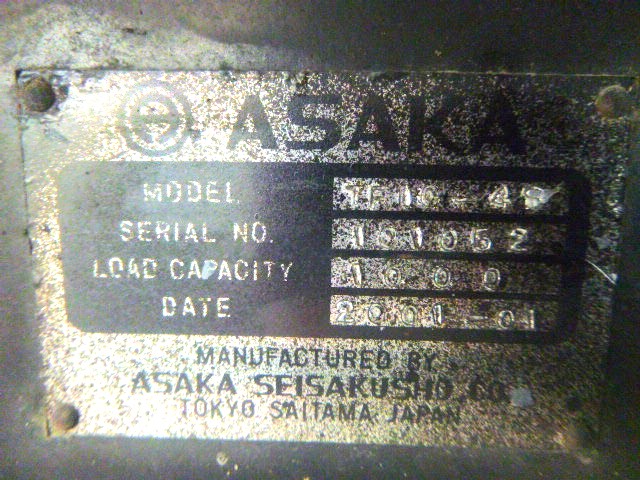 ASAKA
MODEL
SERIAL NO. 101052
LOAD CAPACITY 1000
DATE 2001-01
MANUFACTURED BY
ASAKA SEISAKUSHO CO.
TOKYO SAITAMA JAPAN